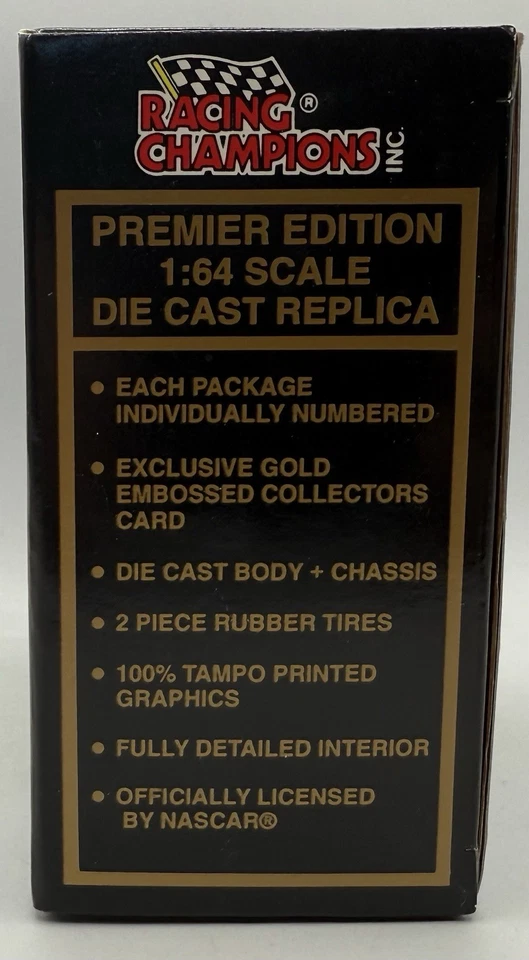 RACING ®
CHAMPIONS INC.
PREMIER EDITION
1:64 SCALE
DIE CAST REPLICA
• EACH PACKAGE
INDIVIDUALLY NUMBERED
• EXCLUSIVE GOLD
EMBOSSED COLLECTORS
CARD
• DIE CAST BODY + CHASSIS
• 2 PIECE RUBBER TIRES
• 100% TAMPO PRINTED
GRAPHICS
• FULLY DETAILED INTERIOR
• OFFICIALLY LICENSED
BY NASCAR®